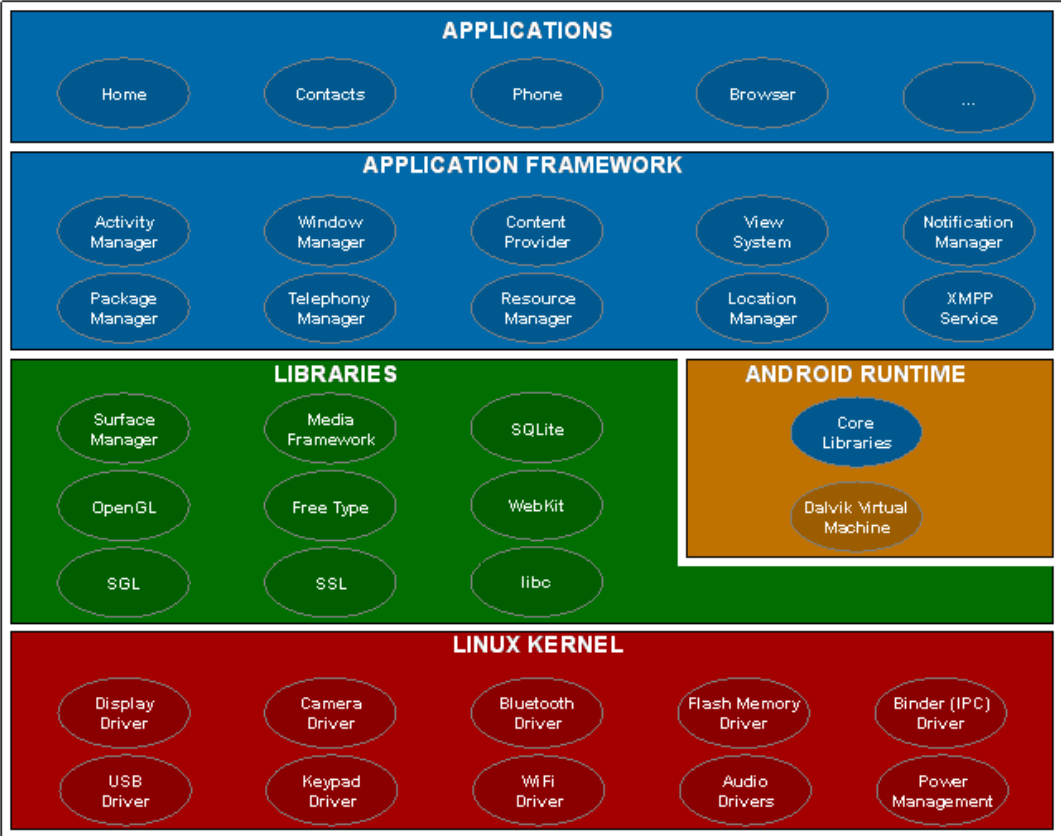 APPLICATIONS
Home
Contacts
Phone
Browser
...
APPLICATION FRAMEWORK
Activity
Manager
Window
Manager
Content
Provider
View
System
Notification
Manager
Package
Manager
Telephony
Manager
Resource
Manager
Location
Manager
XMPP
Service
LIBRARIES
Surface
Manager
Media
Framework
SQLite
OpenGL
Free Type
WebKit
SGL
SSL
libc
ANDROID RUNTIME
Core
Libraries
Dalvik Virtual
Machine
LINUX KERNEL
Display
Driver
Camera
Driver
Bluetooth
Driver
Flash Memory
Driver
Binder (IPC)
Driver
USB
Driver
Keypad
Driver
WiFi
Driver
Audio
Drivers
Power
Management